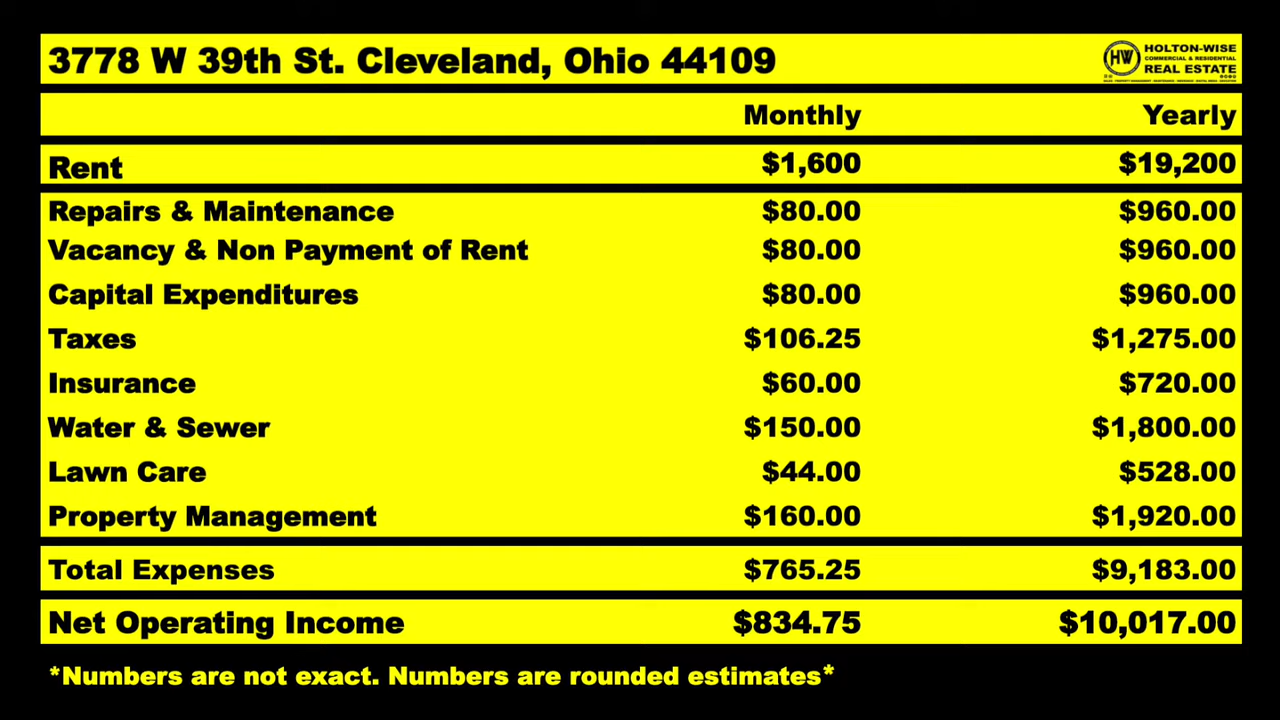 3778 W 39th St. Cleveland, Ohio 44109
HW
HOLTON-WISE
COMMERCIAL & RESIDENTIAL
REAL ESTATE
Monthly Yearly
Rent $1,600 $19,200
Repairs & Maintenance $80.00 $960.00
Vacancy & Non Payment of Rent $80.00 $960.00
Capital Expenditures $80.00 $960.00
Taxes $106.25 $1,275.00
Insurance $60.00 $720.00
Water & Sewer $150.00 $1,800.00
Lawn Care $44.00 $528.00
Property Management $160.00 $1,920.00
Total Expenses $765.25 $9,183.00
Net Operating Income $834.75 $10,017.00
*Numbers are not exact. Numbers are rounded estimates*